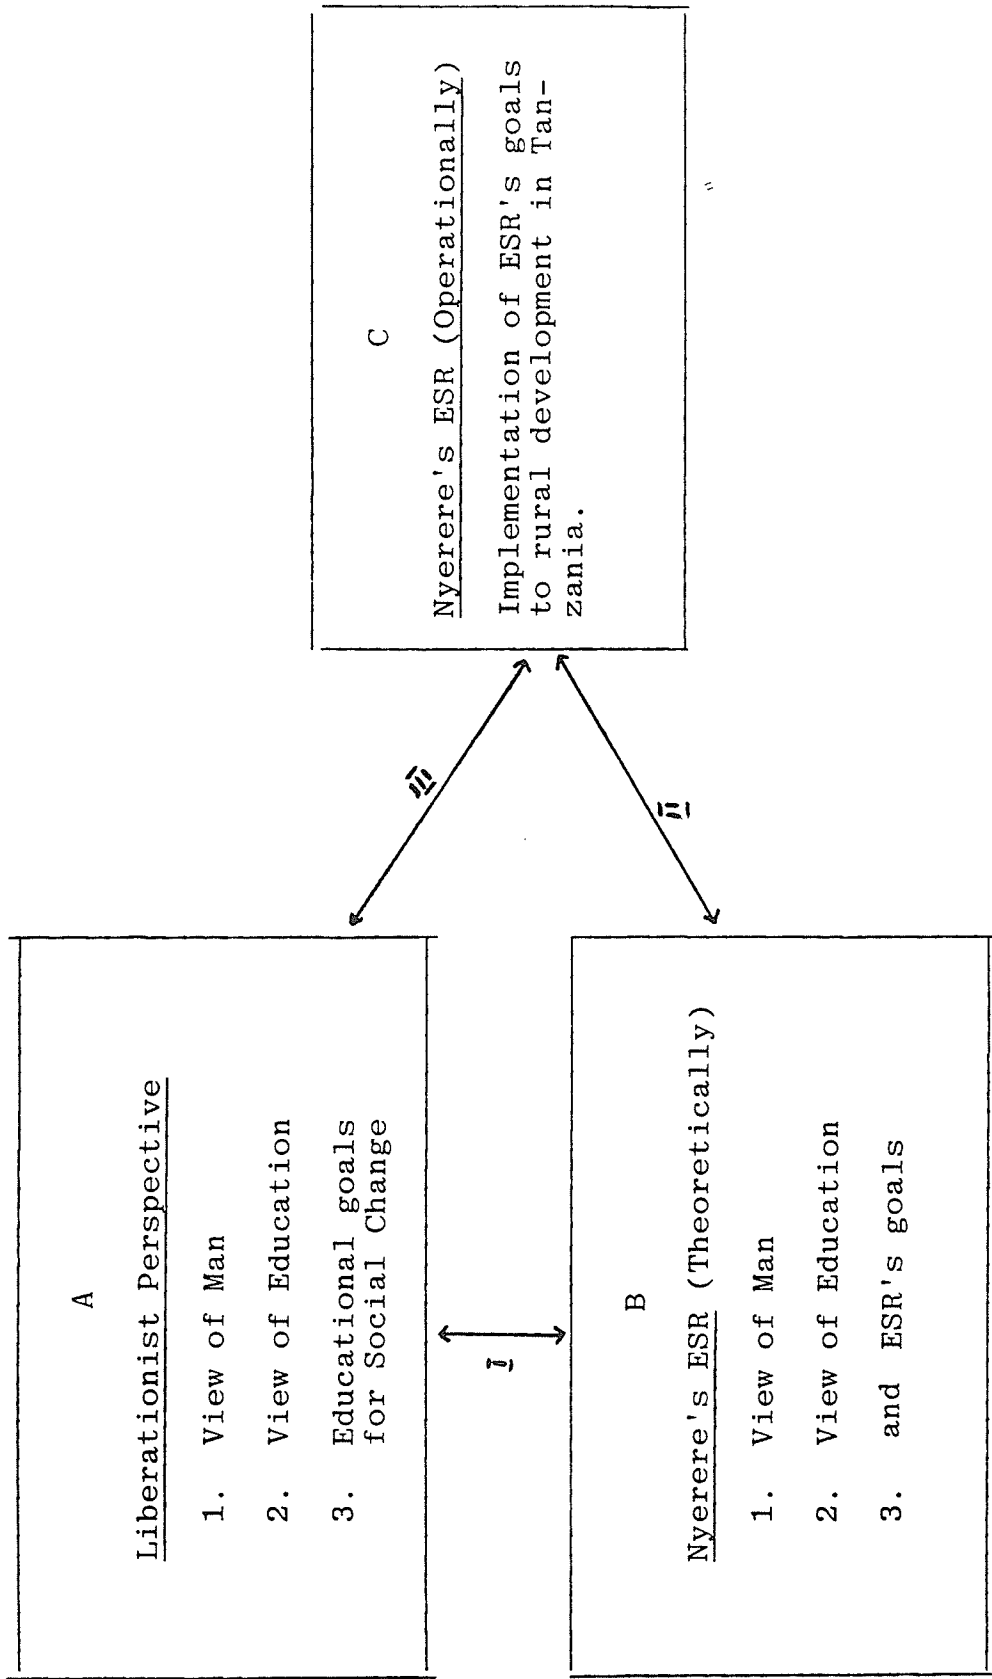 A
Liberationist Perspective
1. View of Man
2. View of Education
3. Educational goals
for Social Change
I
B
Nyerere's ESR (Theoretically)
1. View of Man
2. View of Education
3. and ESR's goals
III
II
C
Nyerere's ESR (Operationally)
Implementation of ESR's goals
to rural development in Tan-
zania.